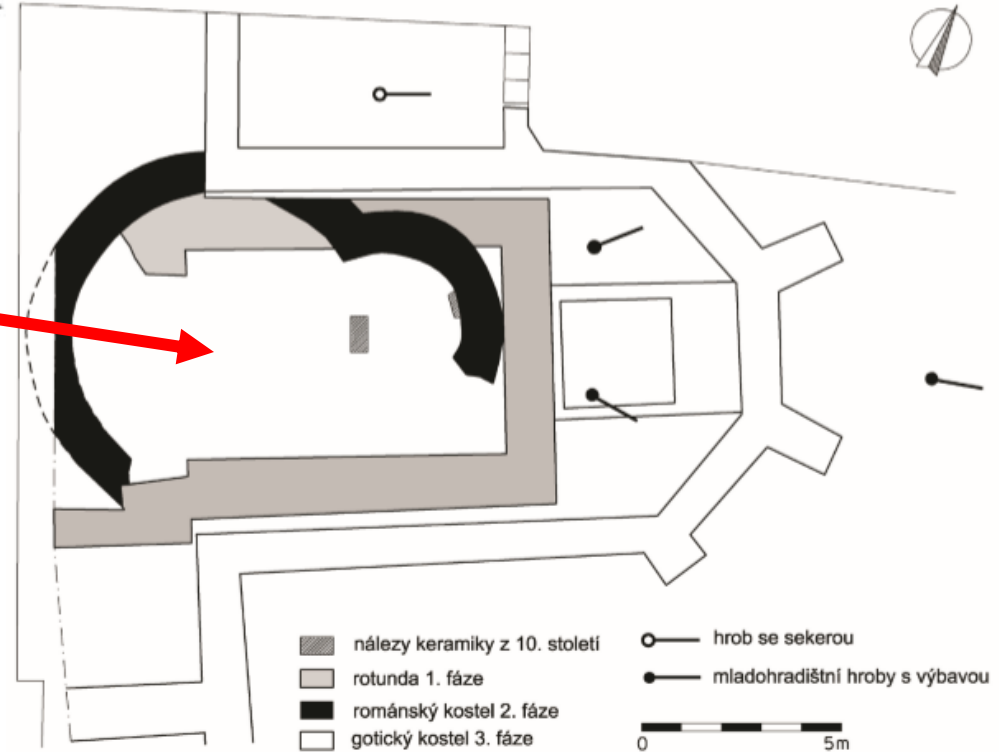 nálezy keramiky z 10. století
rotunda 1. fáze
románský kostel 2. fáze
gotický kostel 3. fáze
hrob se sekerou
mladohradištní hroby s výbavou
0 5m